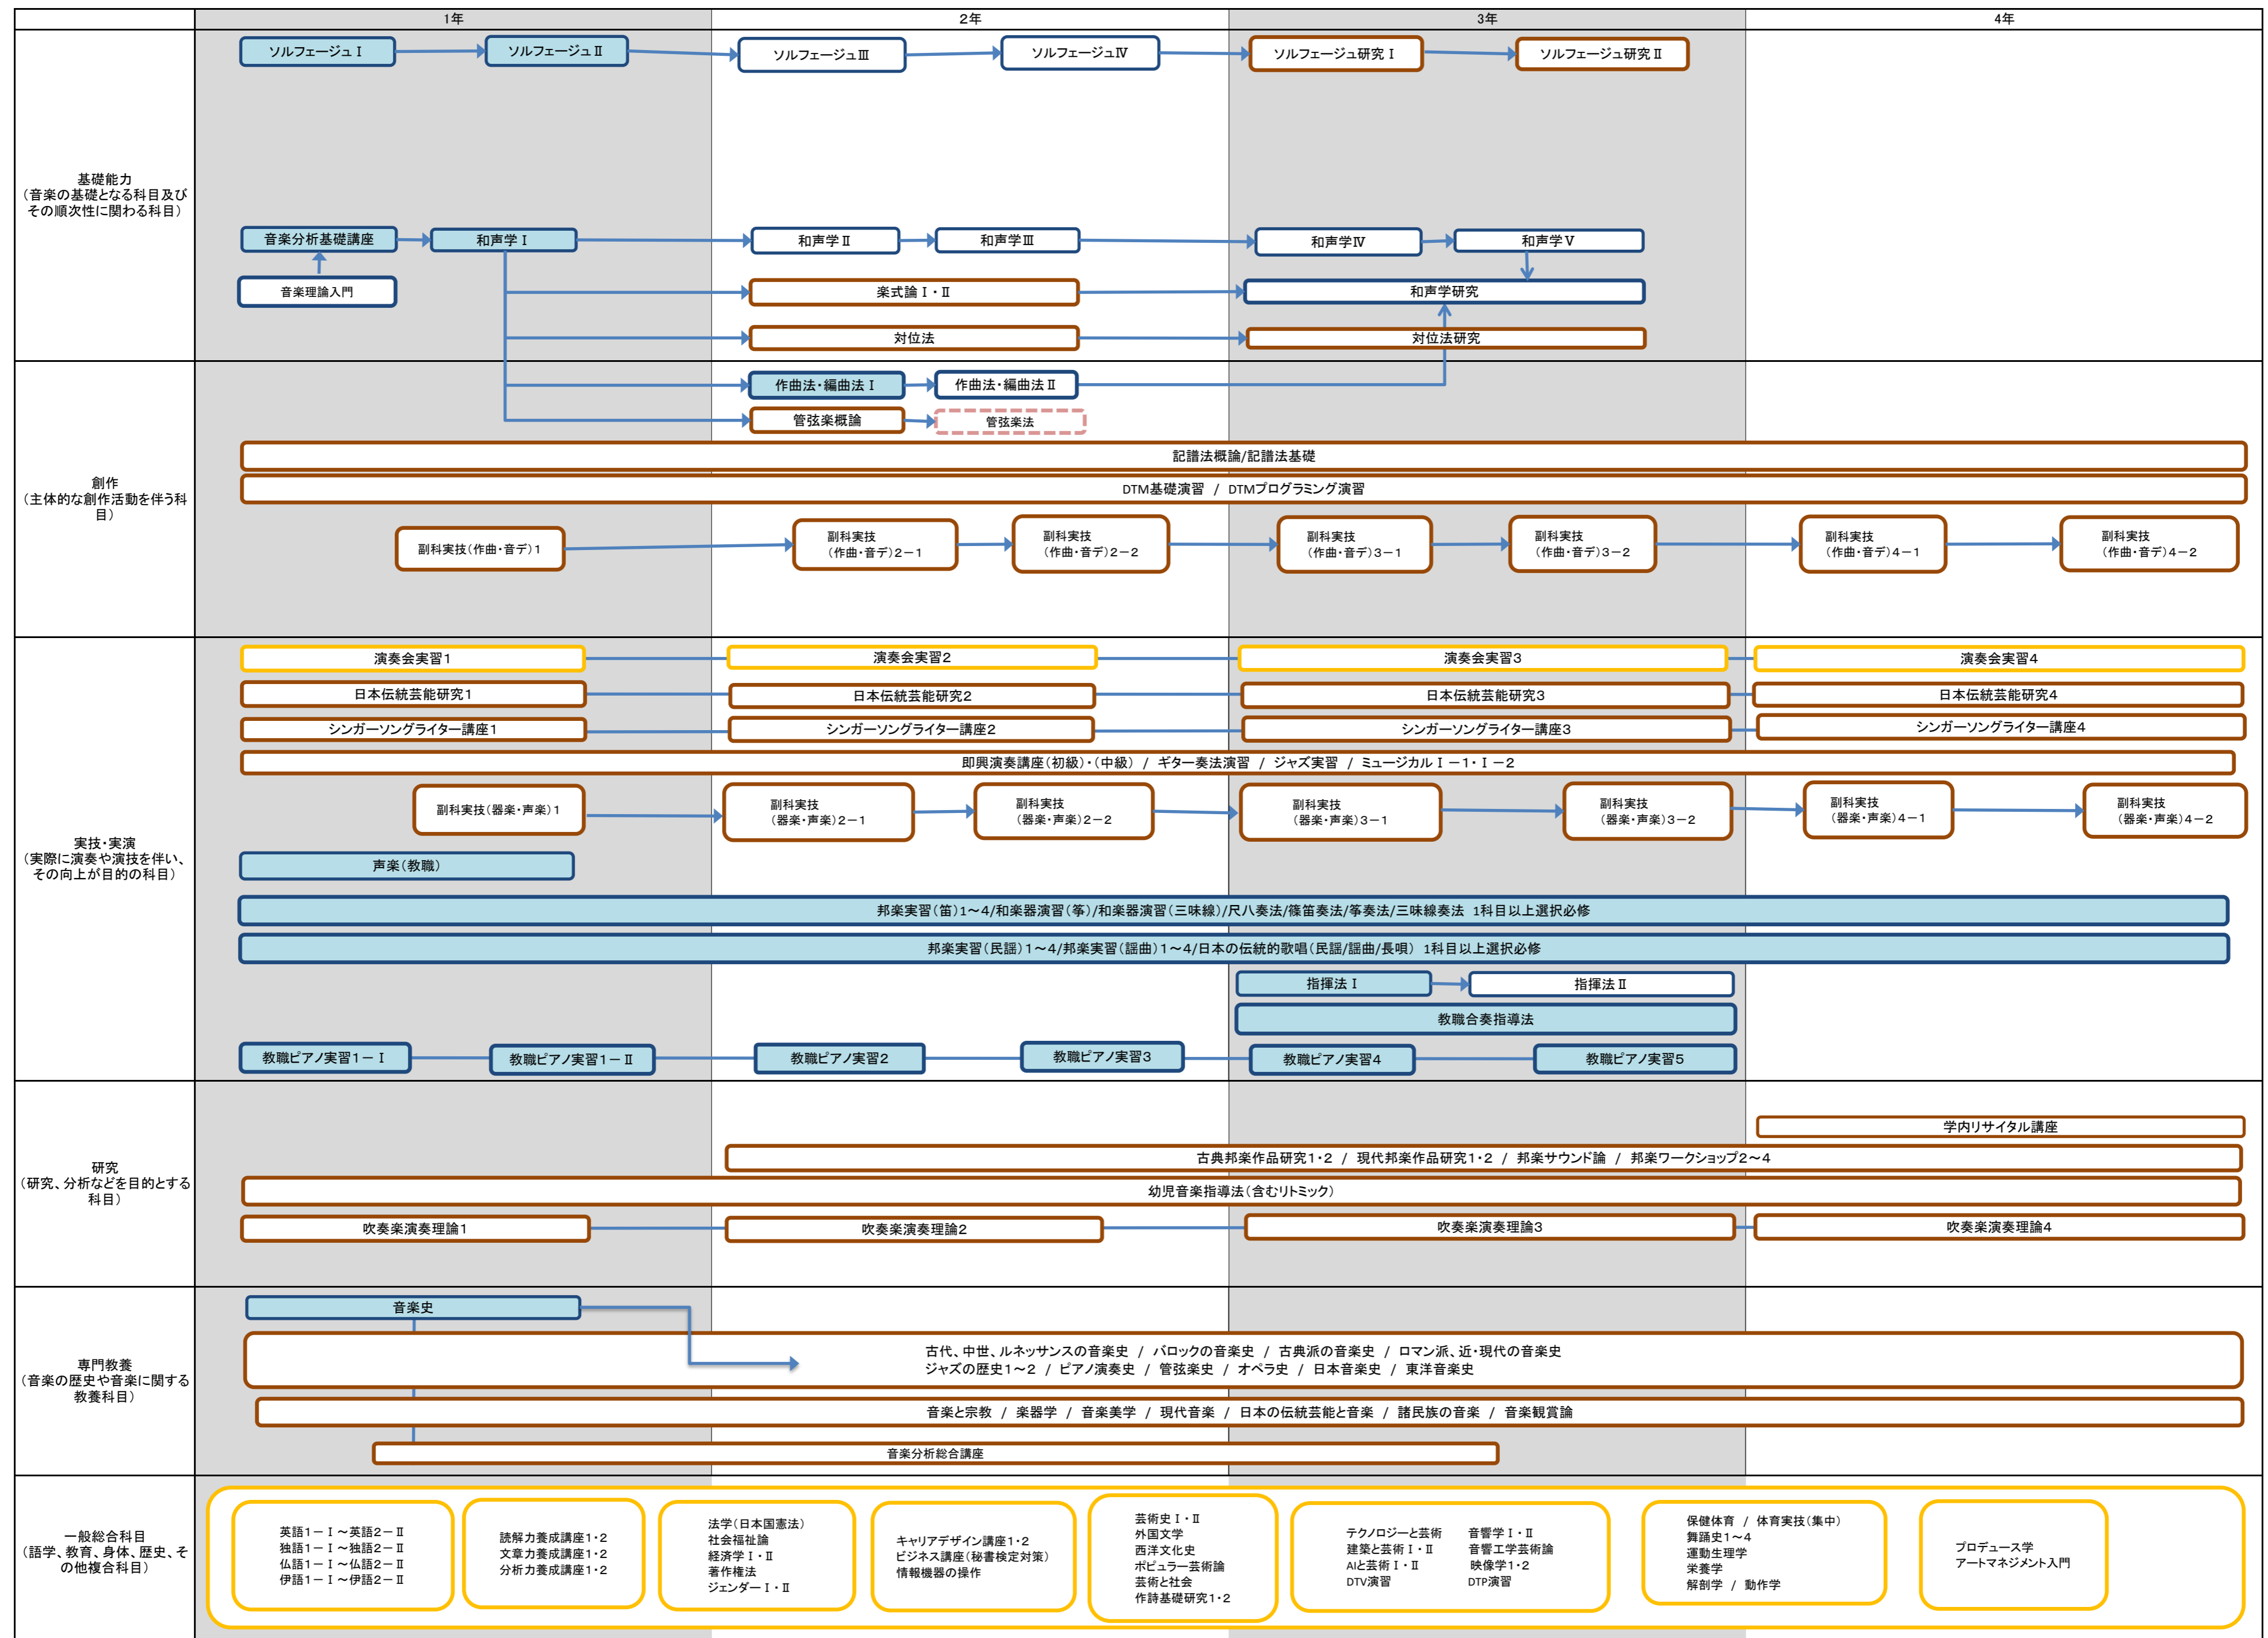 1年
2年
3年
4年
基礎能力
（音楽の基礎となる科目及び
その順次性に関わる科目）
ソルフェージュⅠ
ソルフェージュⅡ
ソルフェージュⅢ
ソルフェージュⅣ
ソルフェージュ研究Ⅰ
ソルフェージュ研究Ⅱ
音楽分析基礎講座
和声学Ⅰ
和声学Ⅱ
和声学Ⅲ
和声学Ⅳ
和声学Ⅴ
音楽理論入門
楽式論Ⅰ・Ⅱ
和声学研究
対位法
対位法研究
創作
（主体的な創作活動を伴う科
目）
作曲法・編曲法Ⅰ
作曲法・編曲法Ⅱ
管弦楽概論
管弦楽法
記譜法概論/記譜法基礎
DTM基礎演習 / DTMプログラミング演習
副科実技（作曲・音デ）1
副科実技
（作曲・音デ）2－1
副科実技
（作曲・音デ）2－2
副科実技
（作曲・音デ）3－1
副科実技
（作曲・音デ）3－2
副科実技
（作曲・音デ）4－1
副科実技
（作曲・音デ）4－2
実技・実演
（実際に演奏や演技を伴い、
その向上が目的の科目）
演奏会実習1
演奏会実習2
演奏会実習3
演奏会実習4
日本伝統芸能研究1
日本伝統芸能研究2
日本伝統芸能研究3
日本伝統芸能研究4
シンガーソングライター講座1
シンガーソングライター講座2
シンガーソングライター講座3
シンガーソングライター講座4
即興演奏講座（初級）・（中級） / ギター奏法演習 / ジャズ実習 / ミュージカルⅠ－1・Ⅰ－2
副科実技（器楽・声楽）1
副科実技
（器楽・声楽）2－1
副科実技
（器楽・声楽）2－2
副科実技
（器楽・声楽）3－1
副科実技
（器楽・声楽）3－2
副科実技
（器楽・声楽）4－1
副科実技
（器楽・声楽）4－2
声楽（教職）
邦楽実習（笛）1～4/和楽器演習（箏）/和楽器演習（三味線）/尺八奏法/篠笛奏法/箏奏法/三味線奏法 1科目以上選択必修
邦楽実習（民謡）1～4/邦楽実習（謡曲）1～4/日本の伝統的歌唱（民謡/謡曲/長唄） 1科目以上選択必修
指揮法Ⅰ
指揮法Ⅱ
教職合奏指導法
教職ピアノ実習1－Ⅰ
教職ピアノ実習1－Ⅱ
教職ピアノ実習2
教職ピアノ実習3
教職ピアノ実習4
教職ピアノ実習5
研究
（研究、分析などを目的とする
科目）
学内リサイタル講座
古典邦楽作品研究1・2 / 現代邦楽作品研究1・2 / 邦楽サウンド論 / 邦楽ワークショップ2～4
幼児音楽指導法（含むリトミック）
吹奏楽演奏理論1
吹奏楽演奏理論2
吹奏楽演奏理論3
吹奏楽演奏理論4
専門教養
（音楽の歴史や音楽に関する
教養科目）
音楽史
古代、中世、ルネッサンスの音楽史 / バロックの音楽史 / 古典派の音楽史 / ロマン派、近・現代の音楽史
ジャズの歴史1～2 / ピアノ演奏史 / 管弦楽史 / オペラ史 / 日本音楽史 / 東洋音楽史
音楽と宗教 / 楽器学 / 音楽美学 / 現代音楽 / 日本の伝統芸能と音楽 / 諸民族の音楽 / 音楽観賞論
音楽分析総合講座
一般総合科目
（語学、教育、身体、歴史、そ
の他複合科目）
英語1－Ⅰ～英語2－Ⅱ
独語1－Ⅰ～独語2－Ⅱ
仏語1－Ⅰ～仏語2－Ⅱ
伊語1－Ⅰ～伊語2－Ⅱ
読解力養成講座1・2
文章力養成講座1・2
分析力養成講座1・2
法学（日本国憲法）
社会福祉論
経済学Ⅰ・Ⅱ
著作権法
ジェンダーⅠ・Ⅱ
キャリアデザイン講座1・2
ビジネス講座（秘書検定対策）
情報機器の操作
芸術史Ⅰ・Ⅱ
外国文学
西洋文化史
ポピュラー芸術論
芸術と社会
作詩基礎研究1・2
テクノロジーと芸術 音響学Ⅰ・Ⅱ
建築と芸術Ⅰ・Ⅱ 音響工学芸術論
AIと芸術Ⅰ・Ⅱ 映像学1・2
DTV演習 DTP演習
保健体育 / 体育実技（集中）
舞踊史1～4
運動生理学
栄養学
解剖学 / 動作学
プロデュース学
アートマネジメント入門